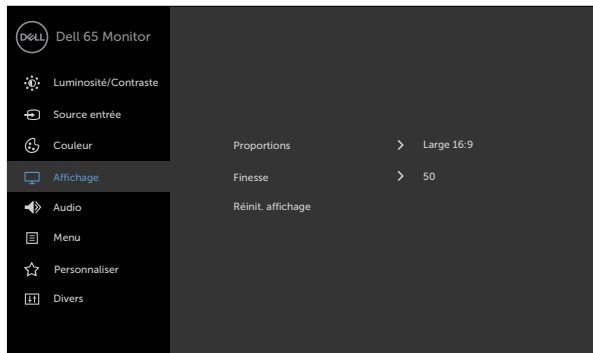 DELL Dell 65 Monitor
Luminosité/Contraste
Source entrée
Couleur
Affichage
Audio
Menu
Personnaliser
Divers
Proportions Large 16:9
Finesse 50
Réinit. affichage